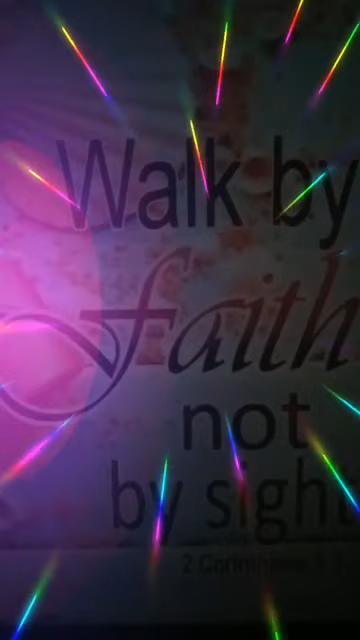 Walk by
faith
not
by sight
2 Corinthians